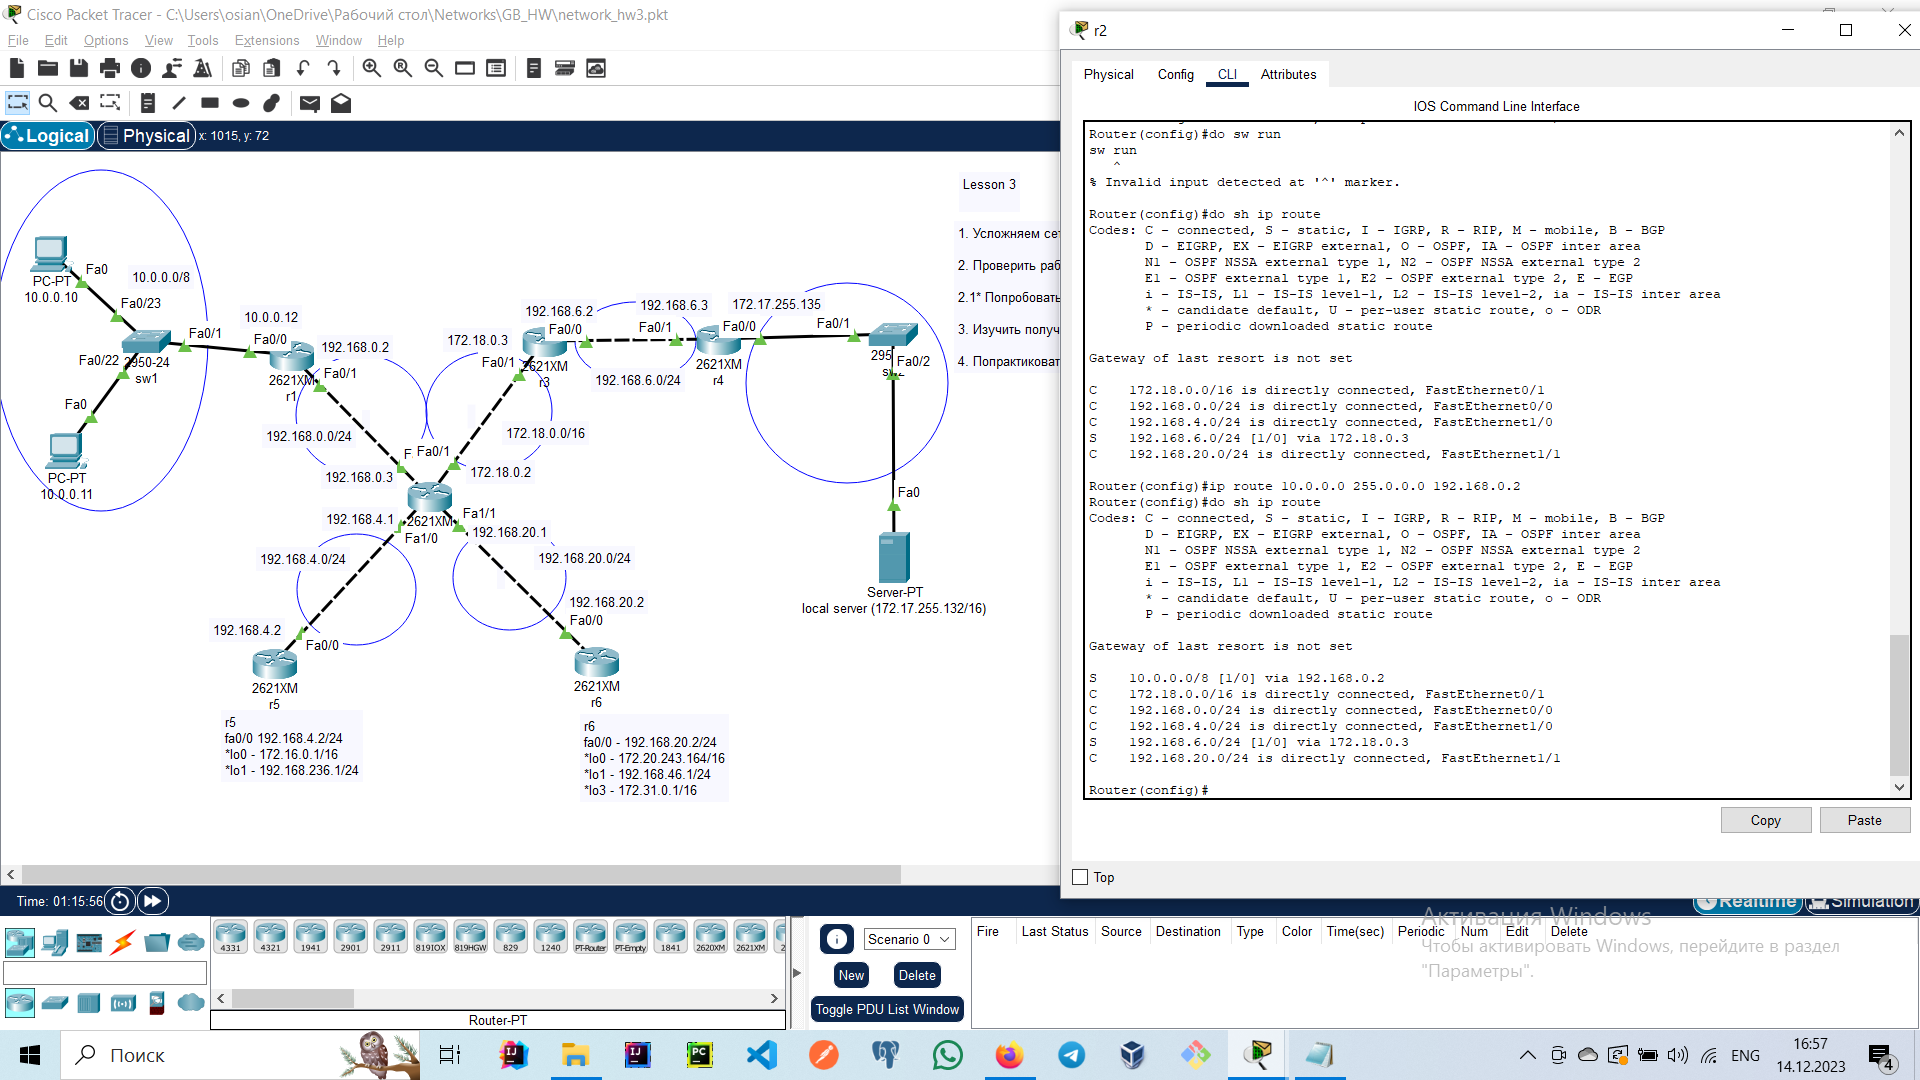 Cisco Packet Tracer - C:\Users\osian\OneDrive\Рабочий стол\Networks\GB_HW\network_hw3.pkt
File Edit Options View Tools Extensions Window Help
Logical Physical x: 1015, y: 72
Lesson 3
1. Усложняем сет
2. Проверить раб
2.1* Попробовать
3. Изучить получ
4. Попрактиковат
PC-PT
10.0.0.10
Fa0
10.0.0.0/8
Fa0/23
Fa0/1
Fa0/22
2950-24
sw1
Fa0
PC-PT
10.0.0.11
10.0.0.12
Fa0/0
2621XM
r1
192.168.0.2
Fa0/1
192.168.0.0/24
192.168.0.3
F
Fa0/1
172.18.0.2
172.18.0.0/16
172.18.0.3
Fa0/1
192.168.6.2
Fa0/0
2621XM
r3
192.168.6.3
Fa0/1
192.168.6.0/24
172.17.255.135
Fa0/0
2621XM
r4
Fa0/1
295
Fa0/2
sw2
Fa0
Server-PT
local server (172.17.255.132/16)
192.168.4.1
2621XM
Fa1/0
Fa1/1
192.168.20.1
192.168.4.0/24
192.168.20.0/24
192.168.4.2
Fa0/0
2621XM
r5
192.168.20.2
Fa0/0
2621XM
r6
r5
fa0/0 192.168.4.2/24
*lo0 - 172.16.0.1/16
*lo1 - 192.168.236.1/24
r6
fa0/0 - 192.168.20.2/24
*lo0 - 172.20.243.164/16
*lo1 - 192.168.46.1/24
*lo3 - 172.31.0.1/16
r2
Physical Config CLI Attributes
IOS Command Line Interface
Router(config)#do sw run
sw run
^
% Invalid input detected at '^' marker.
Router(config)#do sh ip route
Codes: C - connected, S - static, I - IGRP, R - RIP, M - mobile, B - BGP
D - EIGRP, EX - EIGRP external, O - OSPF, IA - OSPF inter area
N1 - OSPF NSSA external type 1, N2 - OSPF NSSA external type 2
E1 - OSPF external type 1, E2 - OSPF external type 2, E - EGP
i - IS-IS, L1 - IS-IS level-1, L2 - IS-IS level-2, ia - IS-IS inter area
* - candidate default, U - per-user static route, o - ODR
P - periodic downloaded static route
Gateway of last resort is not set
C 172.18.0.0/16 is directly connected, FastEthernet0/1
C 192.168.0.0/24 is directly connected, FastEthernet0/0
C 192.168.4.0/24 is directly connected, FastEthernet1/0
S 192.168.6.0/24 [1/0] via 172.18.0.3
C 192.168.20.0/24 is directly connected, FastEthernet1/1
Router(config)#ip route 10.0.0.0 255.0.0.0 192.168.0.2
Router(config)#do sh ip route
Codes: C - connected, S - static, I - IGRP, R - RIP, M - mobile, B - BGP
D - EIGRP, EX - EIGRP external, O - OSPF, IA - OSPF inter area
N1 - OSPF NSSA external type 1, N2 - OSPF NSSA external type 2
E1 - OSPF external type 1, E2 - OSPF external type 2, E - EGP
i - IS-IS, L1 - IS-IS level-1, L2 - IS-IS level-2, ia - IS-IS inter area
* - candidate default, U - per-user static route, o - ODR
P - periodic downloaded static route
Gateway of last resort is not set
S 10.0.0.0/8 [1/0] via 192.168.0.2
C 172.18.0.0/16 is directly connected, FastEthernet0/1
C 192.168.0.0/24 is directly connected, FastEthernet0/0
C 192.168.4.0/24 is directly connected, FastEthernet1/0
S 192.168.6.0/24 [1/0] via 172.18.0.3
C 192.168.20.0/24 is directly connected, FastEthernet1/1
Router(config)#
Copy Paste
Top
Time: 01:15:56
Realtime Simulation
4331 4321 1941 2901 2911 819IOX 819HGW 829 1240 PT-Router PT-Empty 1841 2620XM 2621XM 2
Router-PT
Scenario 0
New Delete
Toggle PDU List Window
Fire Last Status Source Destination Type Color Time(sec) Periodic Num Edit Delete
Активация Windows
Чтобы активировать Windows, перейдите в раздел
"Параметры".
Поиск
ENG
16:57
14.12.2023
4